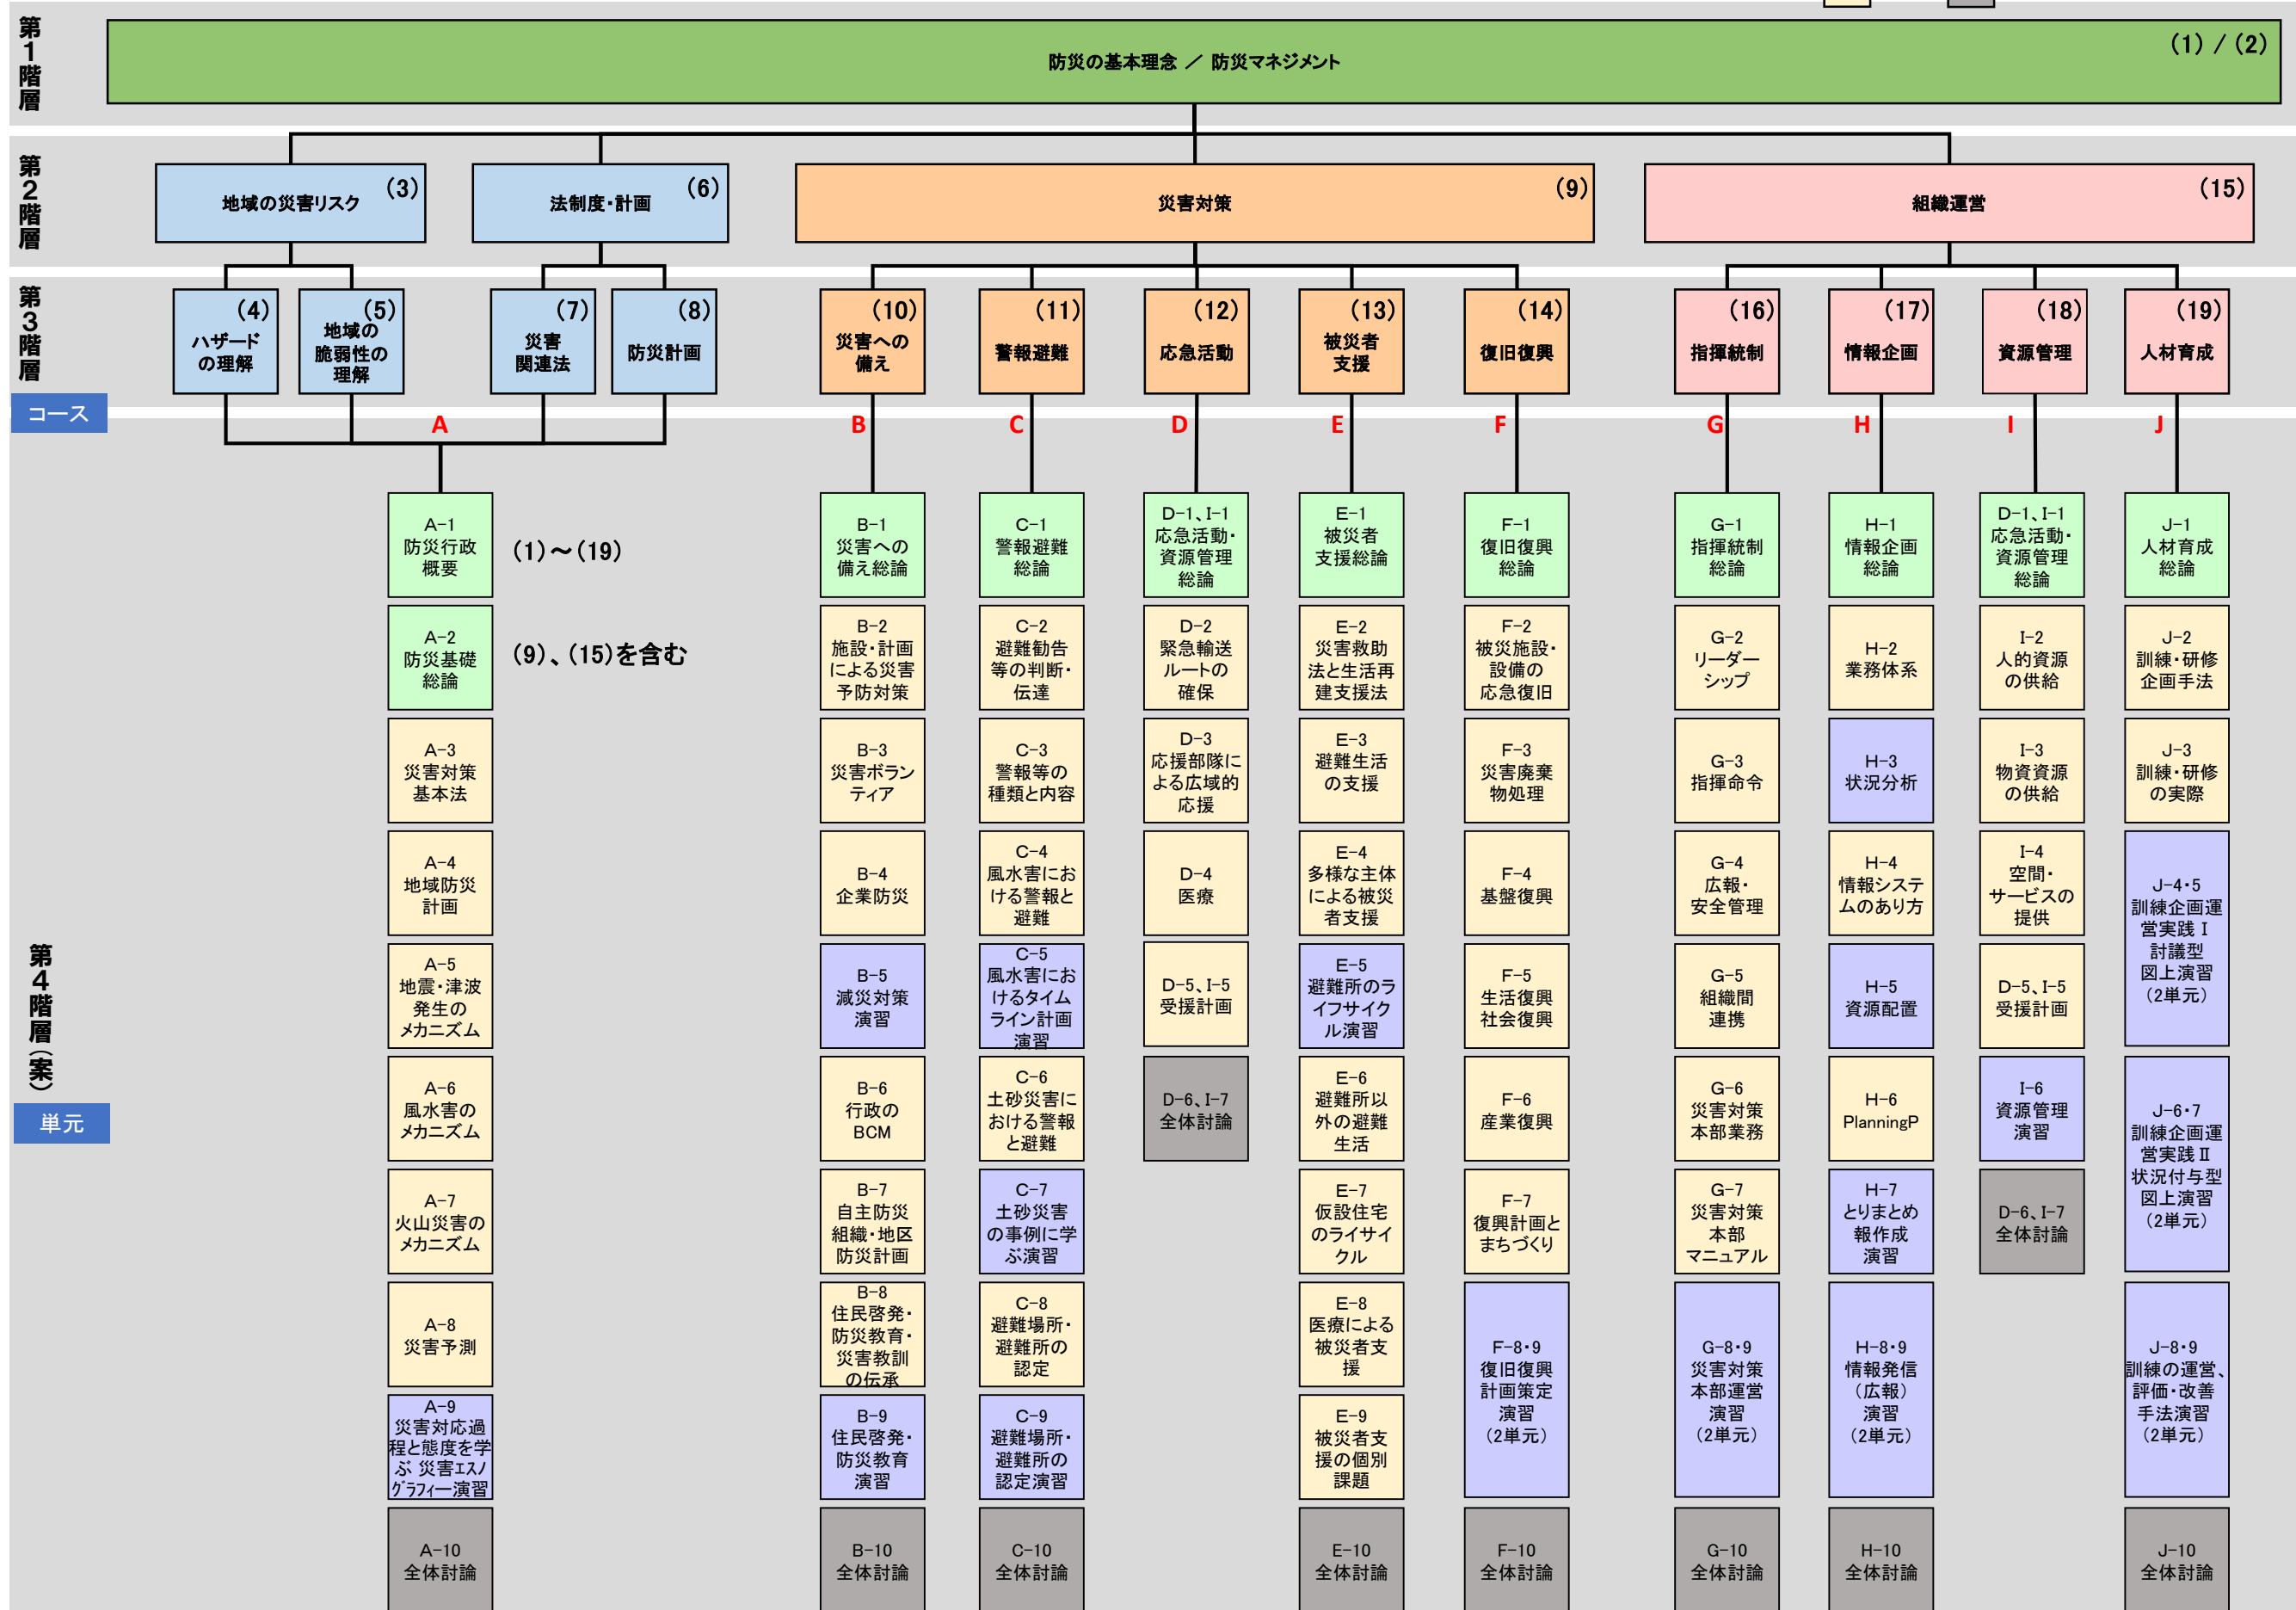 第1階層
防災の基本理念 ／ 防災マネジメント
(1) / (2)
第2階層
地域の災害リスク
(3)
法制度・計画
(6)
災害対策
(9)
組織運営
(15)
第3階層
(4)
ハザード
の理解
(5)
地域の
脆弱性の
理解
(7)
災害
関連法
(8)
防災計画
(10)
災害への
備え
(11)
警報避難
(12)
応急活動
(13)
被災者
支援
(14)
復旧復興
(16)
指揮統制
(17)
情報企画
(18)
資源管理
(19)
人材育成
コース
A
B
C
D
E
F
G
H
I
J
第4階層（案）
単元
A-1
防災行政
概要
(1)～(19)
A-2
防災基礎
総論
(9)、(15)を含む
A-3
災害対策
基本法
A-4
地域防災
計画
A-5
地震・津波
発生の
メカニズム
A-6
風水害の
メカニズム
A-7
火山災害の
メカニズム
A-8
災害予測
A-9
災害対応過
程と態度を学
ぶ 災害ｴｽﾉ
ｸﾞﾗﾌｨｰ演習
A-10
全体討論
B-1
災害への
備え総論
B-2
施設・計画
による災害
予防対策
B-3
災害ボラン
ティア
B-4
企業防災
B-5
減災対策
演習
B-6
行政の
BCM
B-7
自主防災
組織・地区
防災計画
B-8
住民啓発・
防災教育・
災害教訓
の伝承
B-9
住民啓発・
防災教育
演習
B-10
全体討論
C-1
警報避難
総論
C-2
避難勧告
等の判断・
伝達
C-3
警報等の
種類と内容
C-4
風水害にお
ける警報と
避難
C-5
風水害にお
けるタイム
ライン計画
演習
C-6
土砂災害に
おける警報
と避難
C-7
土砂災害
の事例に学
ぶ演習
C-8
避難場所・
避難所の
認定
C-9
避難場所・
避難所の
認定演習
C-10
全体討論
D-1、I-1
応急活動・
資源管理
総論
D-2
緊急輸送
ルートの
確保
D-3
応援部隊に
よる広域的
応援
D-4
医療
D-5、I-5
受援計画
D-6、I-7
全体討論
E-1
被災者
支援総論
E-2
災害救助
法と生活再
建支援法
E-3
避難生活
の支援
E-4
多様な主体
による被災
者支援
E-5
避難所のラ
イフサイク
ル演習
E-6
避難所以
外の避難
生活
E-7
仮設住宅
のライサイ
クル
E-8
医療による
被災者支
援
E-9
被災者支
援の個別
課題
E-10
全体討論
F-1
復旧復興
総論
F-2
被災施設・
設備の
応急復旧
F-3
災害廃棄
物処理
F-4
基盤復興
F-5
生活復興
社会復興
F-6
産業復興
F-7
復興計画と
まちづくり
F-8・9
復旧復興
計画策定
演習
（2単元）
F-10
全体討論
G-1
指揮統制
総論
G-2
リーダー
シップ
G-3
指揮命令
G-4
広報・
安全管理
G-5
組織間
連携
G-6
災害対策
本部業務
G-7
災害対策
本部
マニュアル
G-8・9
災害対策
本部運営
演習
（2単元）
G-10
全体討論
H-1
情報企画
総論
H-2
業務体系
H-3
状況分析
H-4
情報システ
ムのあり方
H-5
資源配置
H-6
PlanningP
H-7
とりまとめ
報作成
演習
H-8・9
情報発信
（広報）
演習
（2単元）
H-10
全体討論
D-1、I-1
応急活動・
資源管理
総論
I-2
人的資源
の供給
I-3
物資資源
の供給
I-4
空間・
サービスの
提供
D-5、I-5
受援計画
I-6
資源管理
演習
D-6、I-7
全体討論
J-1
人材育成
総論
J-2
訓練・研修
企画手法
J-3
訓練・研修
の実際
J-4・5
訓練企画運
営実践Ⅰ
討議型
図上演習
（2単元）
J-6・7
訓練企画運
営実践Ⅱ
状況付与型
図上演習
（2単元）
J-8・9
訓練の運営、
評価・改善
手法演習
（2単元）
J-10
全体討論